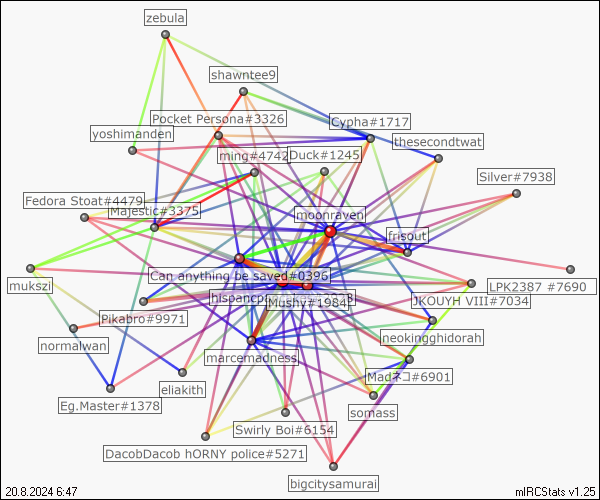 zebula
shawntee9
Pocket Persona#3326
Cypha#1717
yoshimanden
thesecondtwat
ming#4742
Duck#1245
Silver#7938
Fedora Stoat#4479
Majestic#3375
moonraven
frisout
Can anything be saved#0396
mukszi
LPK2387 #7690
Mushy#1984
JKOUYH VIII#7034
Pikabro#9971
normalwan
neokingghidorah
marcemadness
Madネコ#6901
eliakith
Eg.Master#1378
somass
Swirly Boi#6154
DacobDacob hORNY police#5271
bigcitysamurai
20.8.2024 6:47
mIRCStats v1.25